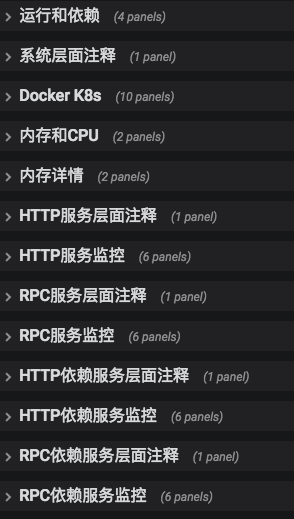 运行和依赖 (4 panels)
系统层面注释 (1 panel)
Docker K8s (10 panels)
内存和CPU (2 panels)
内存详情 (2 panels)
HTTP服务层面注释 (1 panel)
HTTP服务监控 (6 panels)
RPC服务层面注释 (1 panel)
RPC服务监控 (6 panels)
HTTP依赖服务层面注释 (1 panel)
HTTP依赖服务监控 (6 panels)
RPC依赖服务层面注释 (1 panel)
RPC依赖服务监控 (6 panels)